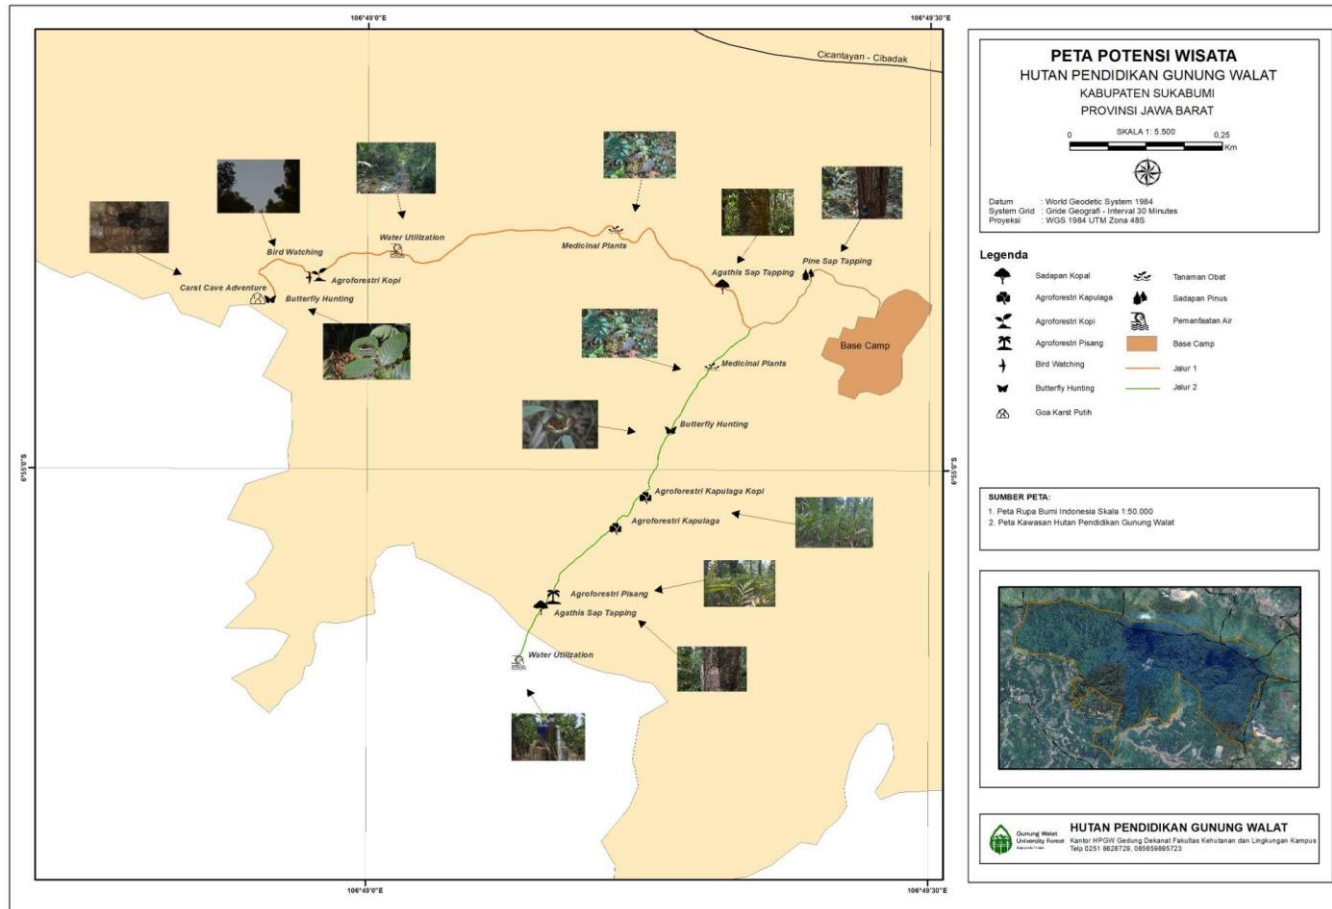 106°49'0"E
106°49'30"E
Cicantayan - Cibadak
Bird Watching
Water Utilization
Medicinal Plants
Agathis Sap Tapping
Pine Sap Tapping
Carst Cave Adventure
Agroforestri Kopi
Butterfly Hunting
Base Camp
Medicinal Plants
Butterfly Hunting
6°55'0"S
6°55'0"S
Agroforestri Kapulaga Kopi
Agroforestri Kapulaga
Agroforestri Pisang
Agathis Sap Tapping
Water Utilization
106°49'0"E
106°49'30"E
PETA POTENSI WISATA
HUTAN PENDIDIKAN GUNUNG WALAT
KABUPATEN SUKABUMI
PROVINSI JAWA BARAT
SKALA 1: 5.500
0 0,25
Km
Datum : World Geodetic System 1984
System Grid : Gride Geografi - Interval 30 Minutes
Proyeksi : WGS 1984 UTM Zona 48S
Legenda
Sadapan Kopal
Tanaman Obat
Agroforestri Kapulaga
Sadapan Pinus
Agroforestri Kopi
Pemanfaatan Air
Agroforestri Pisang
Base Camp
Bird Watching
Jalur 1
Butterfly Hunting
Jalur 2
Goa Karst Putih
SUMBER PETA:
1. Peta Rupa Bumi Indonesia Skala 1:50.000
2. Peta Kawasan Hutan Pendidikan Gunung Walat
Gunung Walat
University Forest
HUTAN PENDIDIKAN GUNUNG WALAT
Kantor HPGW Gedung Dekanat Fakultas Kehutanan dan Lingkungan Kampus
Telp 0251 8628729, 085659895723